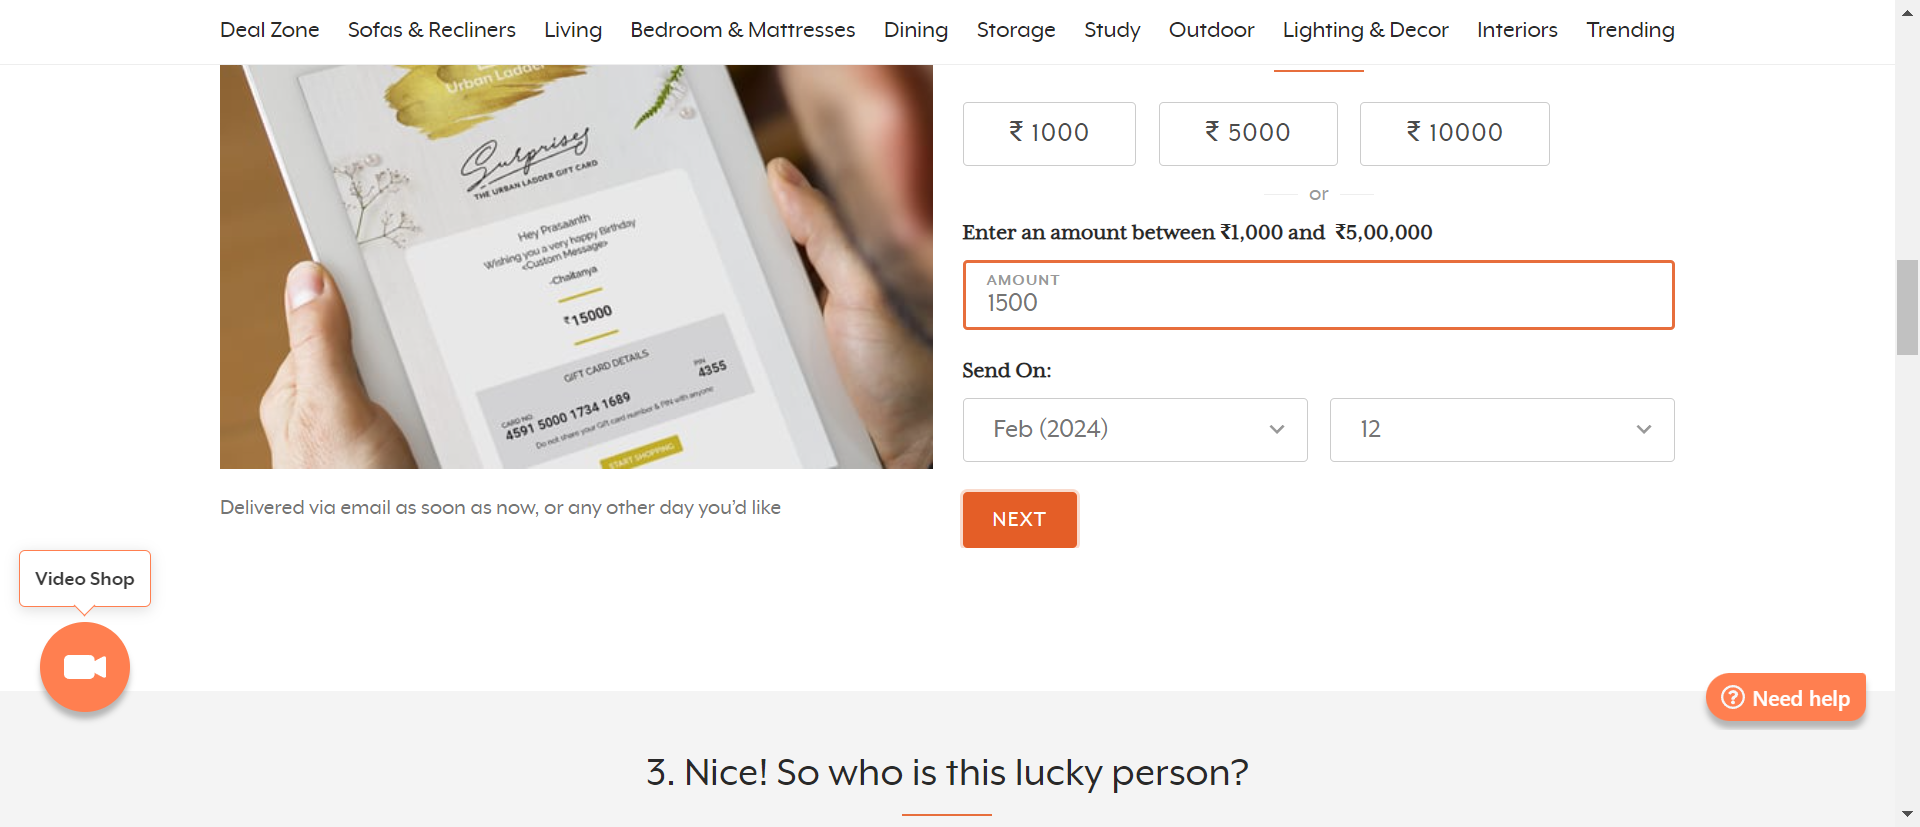 Deal Zone Sofas & Recliners Living Bedroom & Mattresses Dining Storage Study Outdoor Lighting & Decor Interiors Trending
Urban Ladder
Surprises
THE URBAN LADDER GIFT CARD
Hey Prasaanth
Wishing you a very happy Birthday
<Custom Message>
-Chaitanya
₹15000
GIFT CARD DETAILS
CARD NO
PIN
4591 5000 1734 1689
4355
Do not share your Gift card number & PIN with anyone
START SHOPPING
Delivered via email as soon as now, or any other day you'd like
₹ 1000
₹ 5000
₹ 10000
or
Enter an amount between ₹1,000 and ₹5,00,000
AMOUNT
1500
Send On:
Feb (2024)
12
NEXT
Video Shop
Need help
3. Nice! So who is this lucky person?